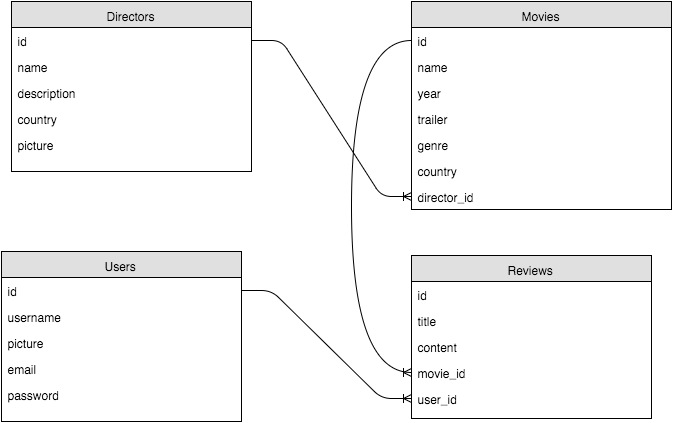 Directors
id
name
description
country
picture
Movies
id
name
year
trailer
genre
country
director_id
Users
id
username
picture
email
password
Reviews
id
title
content
movie_id
user_id